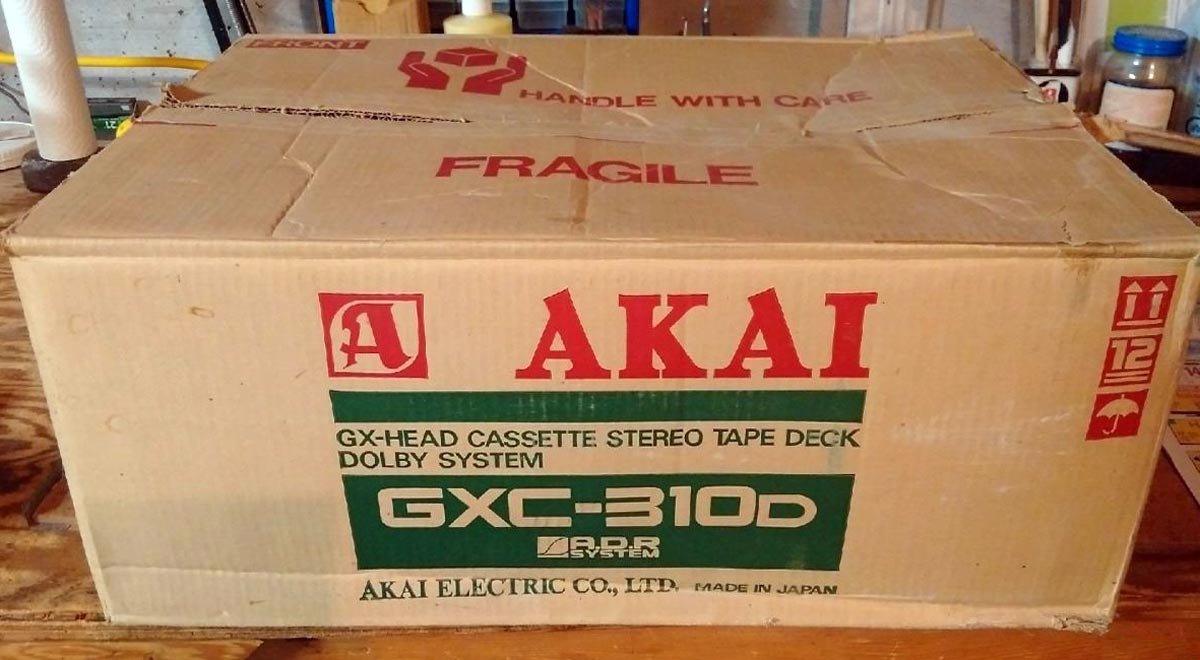 FRONT
HANDLE WITH CARE
FRAGILE
A AKAI
GX-HEAD CASSETTE STEREO TAPE DECK
DOLBY SYSTEM
GXC-310D
A.D.R
SYSTEM
AKAI ELECTRIC CO., LTD. MADE IN JAPAN
12